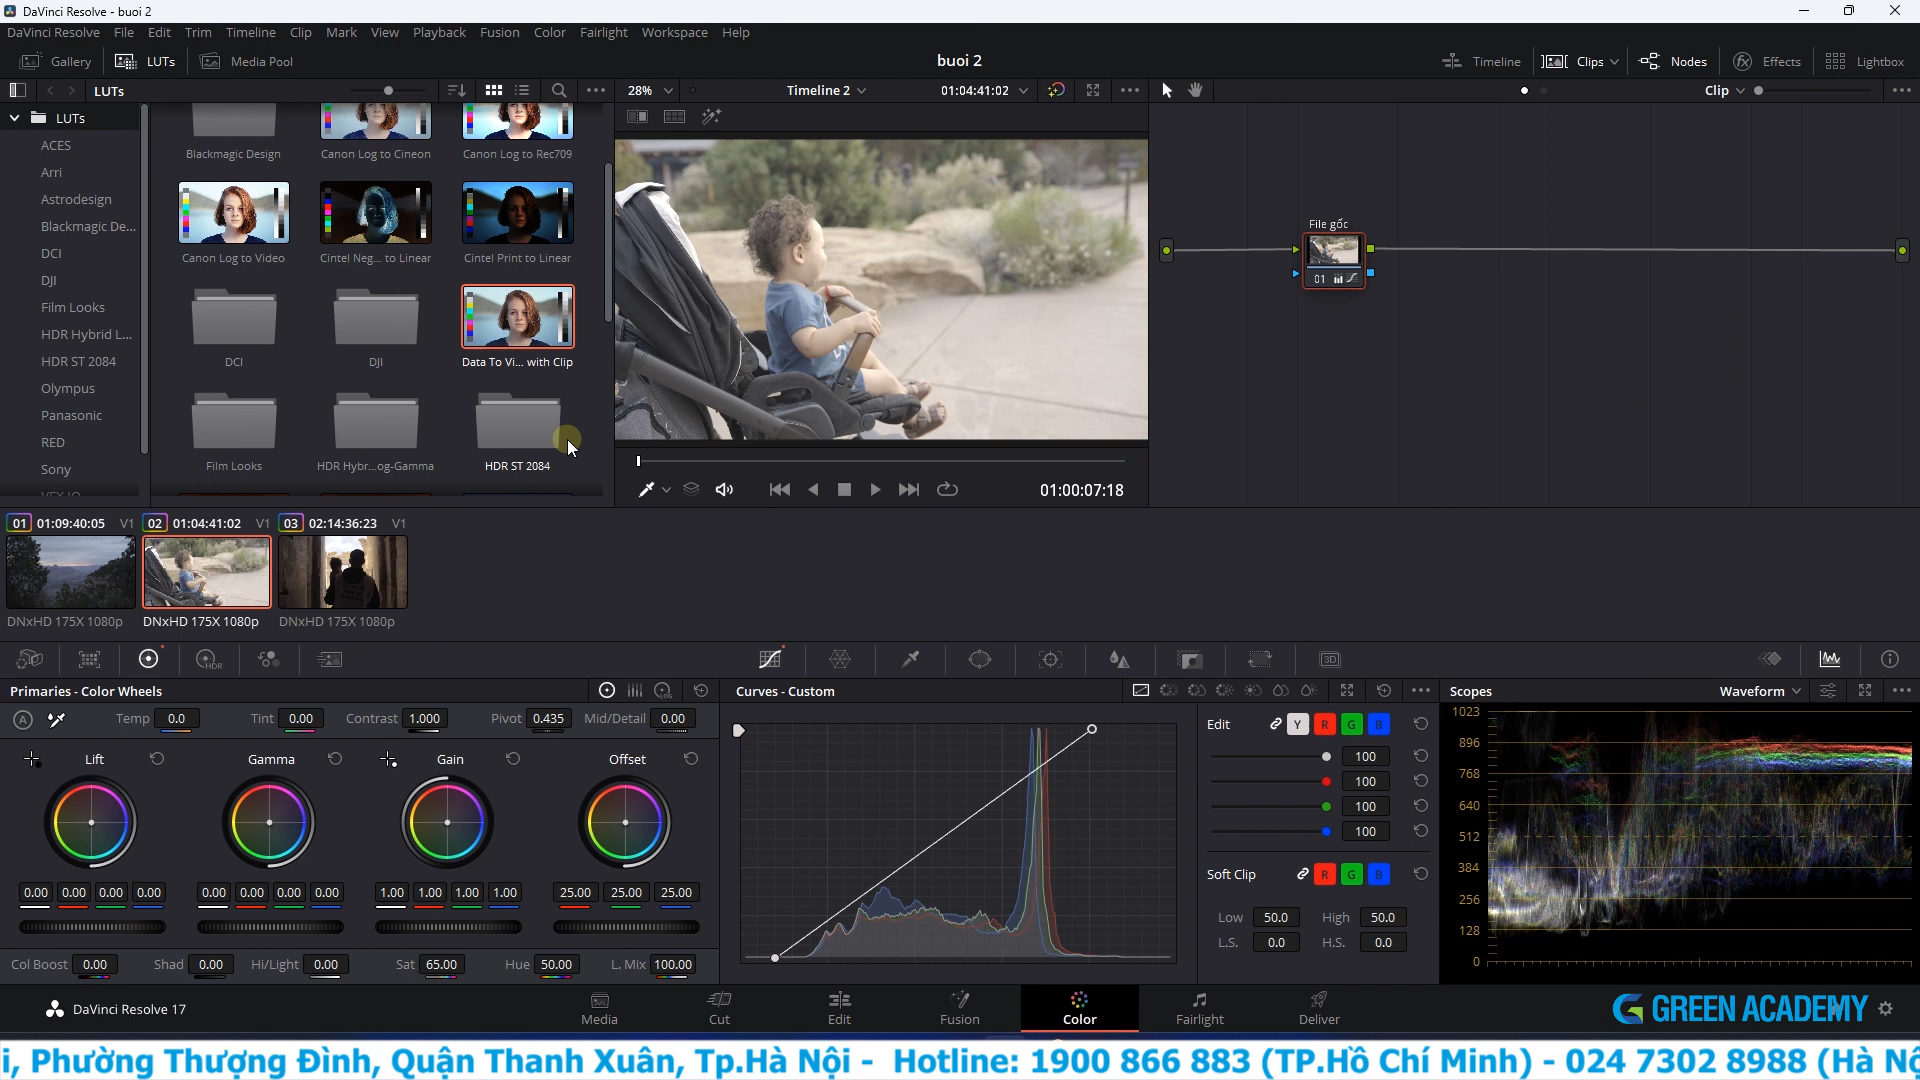 DaVinci Resolve - buoi 2
DaVinci Resolve File Edit Trim Timeline Clip Mark View Playback Fusion Color Fairlight Workspace Help
Gallery LUTs Media Pool buoi 2 Timeline Clips Nodes Effects Lightbox
LUTs 28% Timeline 2 01:04:41:02 Clip
LUTs
ACES
Arri
Astrodesign
Blackmagic De...
DCI
DJI
Film Looks
HDR Hybrid L...
HDR ST 2084
Olympus
Panasonic
RED
Sony
Blackmagic Design Canon Log to Cineon Canon Log to Rec709
Canon Log to Video Cintel Neg... to Linear Cintel Print to Linear
DCI DJI Data To Vi... with Clip
Film Looks HDR Hybr...og-Gamma HDR ST 2084
01:00:07:18
File gốc
01
01 01:09:40:05 V1 02 01:04:41:02 V1 03 02:14:36:23 V1
DNxHD 175X 1080p DNxHD 175X 1080p DNxHD 175X 1080p
HDR 3D
Primaries - Color Wheels
A Temp 0.0 Tint 0.00 Contrast 1.000 Pivot 0.435 Mid/Detail 0.00
Lift Gamma Gain Offset
0.00 0.00 0.00 0.00 0.00 0.00 0.00 0.00 1.00 1.00 1.00 1.00 25.00 25.00 25.00
Col Boost 0.00 Shad 0.00 Hi/Light 0.00 Sat 65.00 Hue 50.00 L. Mix 100.00
Curves - Custom
Edit Y R G B
100
100
100
100
Soft Clip R G B
Low 50.0 High 50.0
L.S. 0.0 H.S. 0.0
Scopes Waveform
1023
896
768
640
512
384
256
128
0
DaVinci Resolve 17 Media Cut Edit Fusion Color Fairlight Deliver
GREEN ACADEMY
i, Phường Thượng Đình, Quận Thanh Xuân, Tp.Hà Nội - Hotline: 1900 866 883 (TP.Hồ Chí Minh) - 024 7302 8988 (Hà Nộ